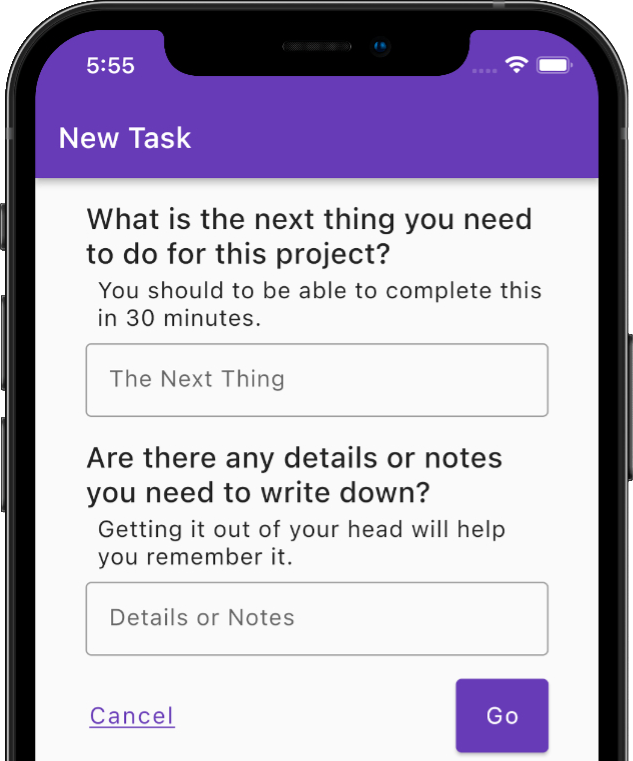 5:55
New Task
What is the next thing you need
to do for this project?
You should to be able to complete this
in 30 minutes.
The Next Thing
Are there any details or notes
you need to write down?
Getting it out of your head will help
you remember it.
Details or Notes
Cancel
Go